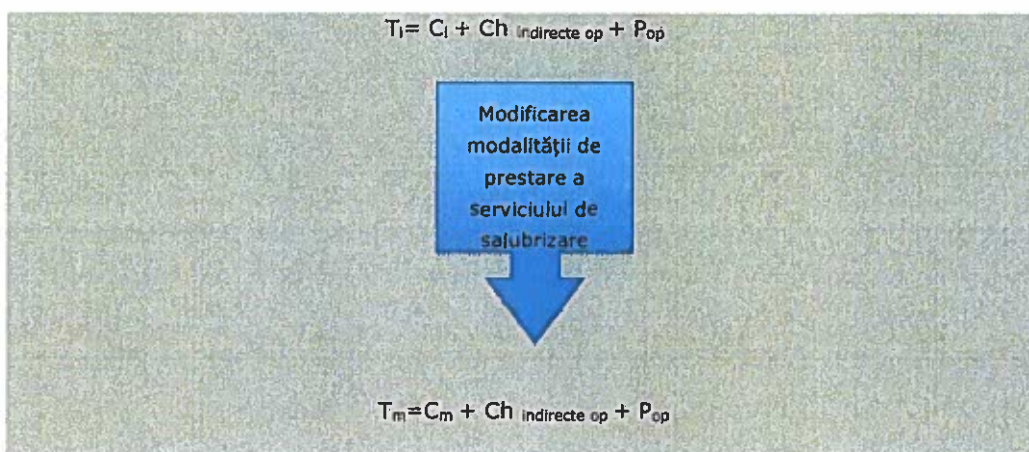 Ti= Ci + Ch indirecte op + Pop
Modificarea
modalității de
prestare a
serviciului de
salubrizare
Tm=Cm + Ch indirecte op + Pop